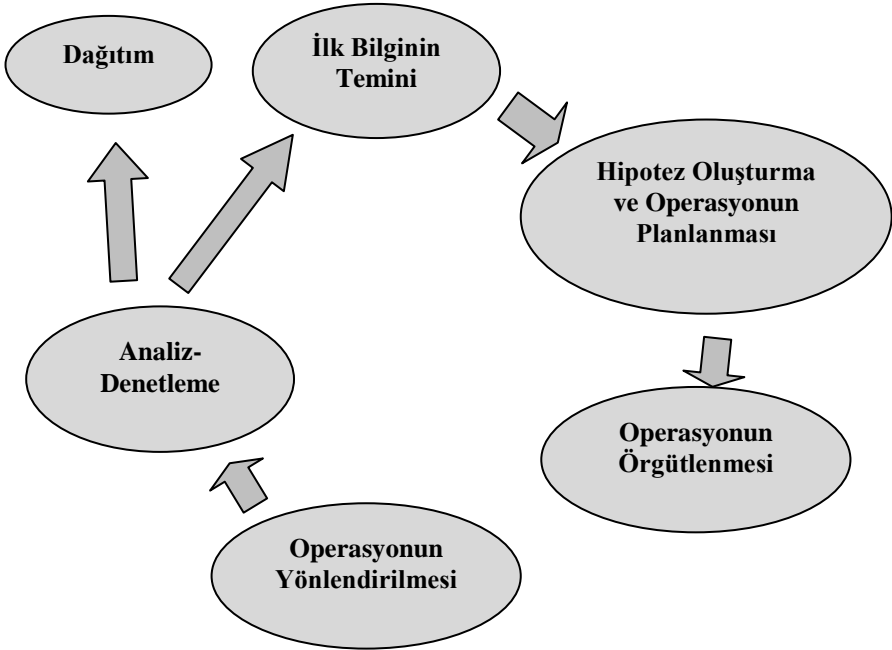 Dağıtım
İlk Bilginin
Temini
Hipotez Oluşturma
ve Operasyonun
Planlanması
Operasyonun
Örgütlenmesi
Operasyonun
Yönlendirilmesi
Analiz-
Denetleme